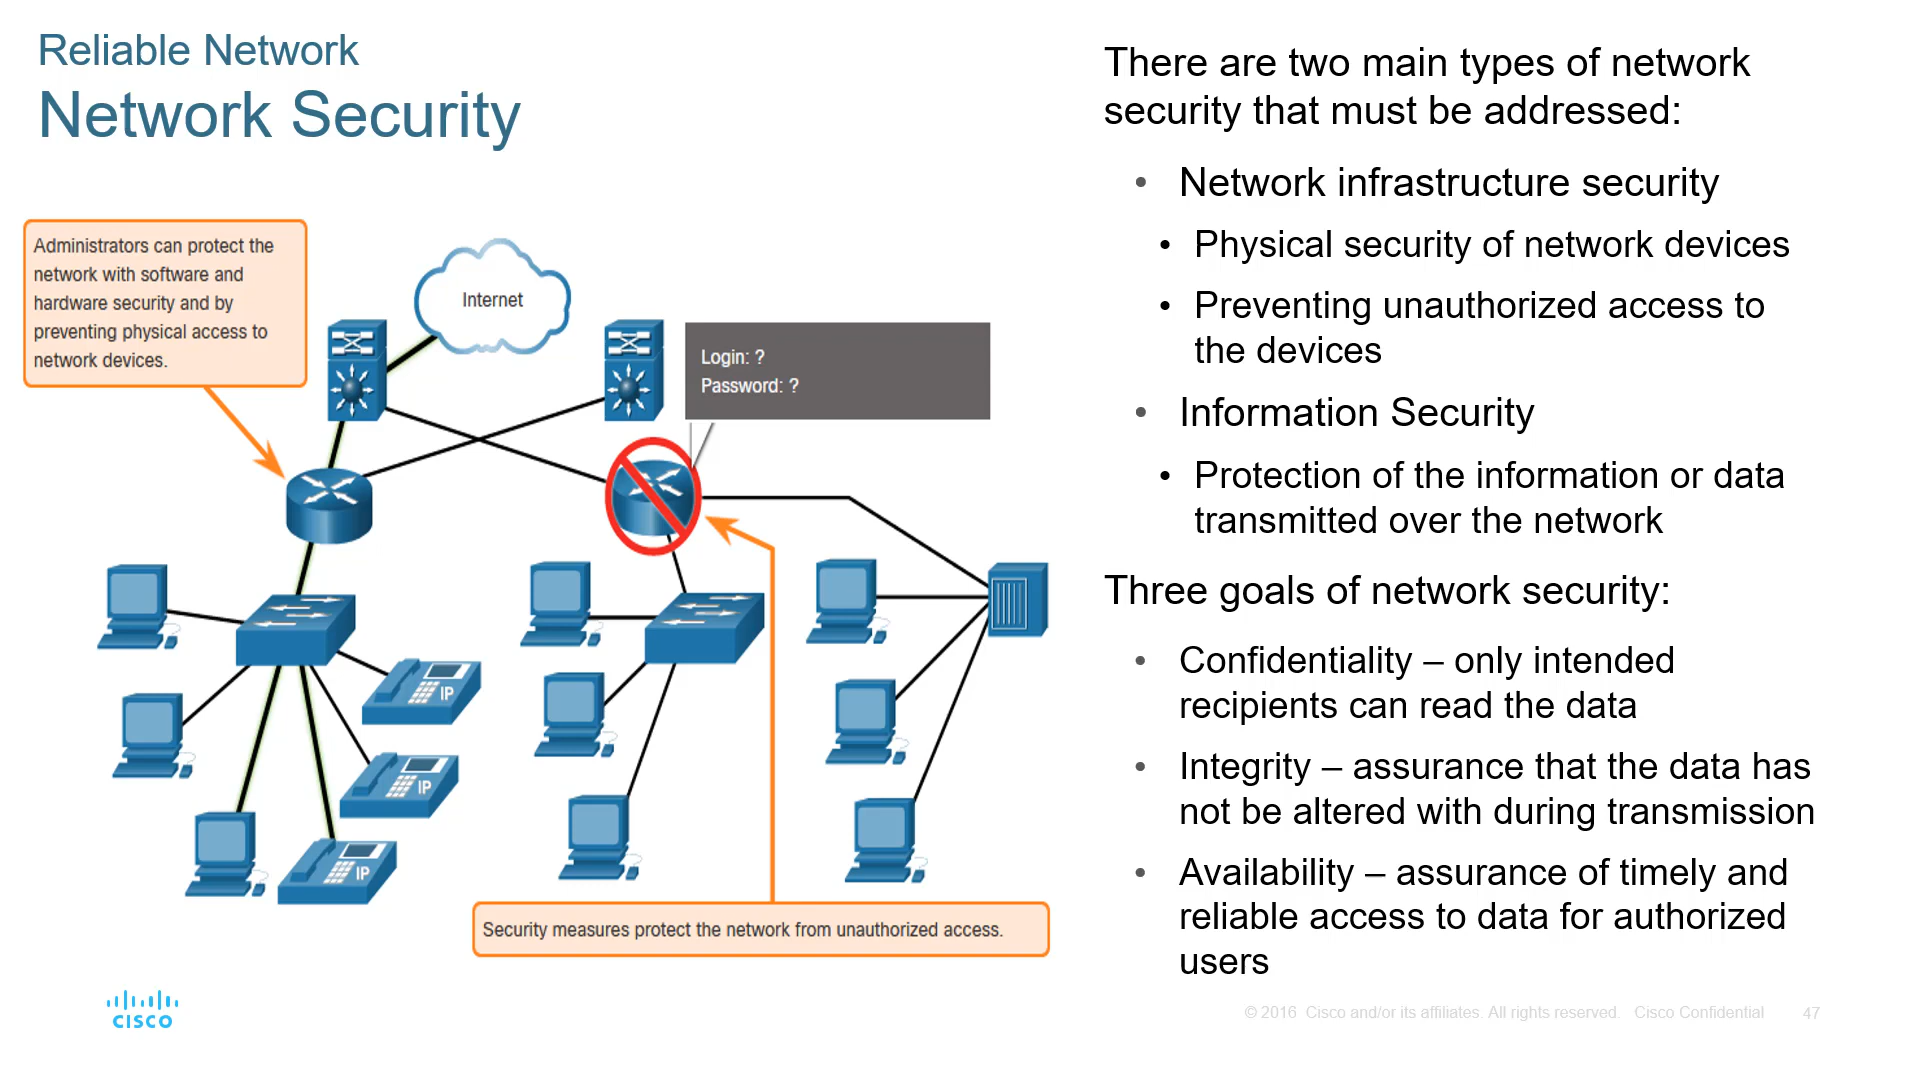 Reliable Network
Network Security
Administrators can protect the
network with software and
hardware security and by
preventing physical access to
network devices.
Internet
Login: ?
Password: ?
IP
IP
IP
Security measures protect the network from unauthorized access.
There are two main types of network
security that must be addressed:
• Network infrastructure security
• Physical security of network devices
• Preventing unauthorized access to
the devices
• Information Security
• Protection of the information or data
transmitted over the network
Three goals of network security:
• Confidentiality – only intended
recipients can read the data
• Integrity – assurance that the data has
not be altered with during transmission
• Availability – assurance of timely and
reliable access to data for authorized
users
CISCO
© 2016 Cisco and/or its affiliates. All rights reserved. Cisco Confidential
47